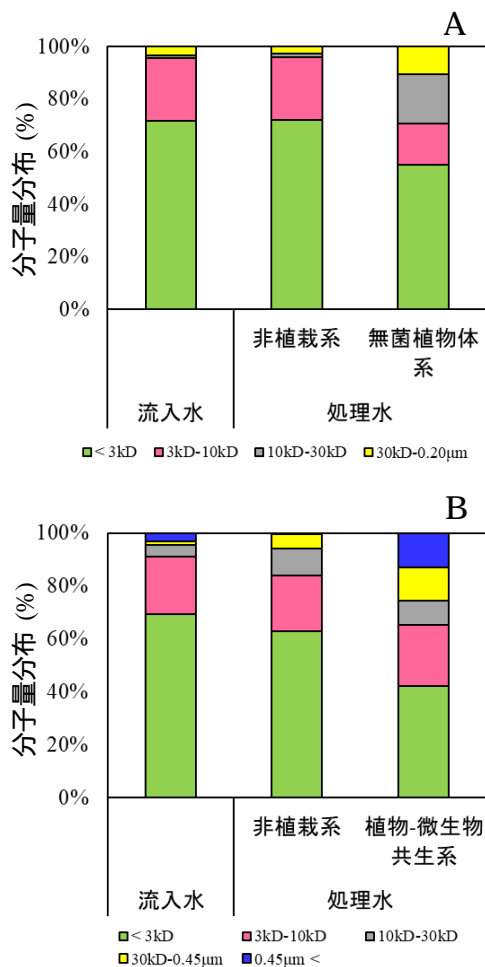 A
100%
80%
60%
40%
20%
0%
分子量分布 (%)
非植栽系
無菌植物体
系
流入水
処理水
< 3kD
3kD-10kD
10kD-30kD
30kD-0.20μm
B
100%
80%
60%
40%
20%
0%
分子量分布 (%)
非植栽系
植物-微生物
共生系
流入水
処理水
< 3kD
3kD-10kD
10kD-30kD
30kD-0.45μm
0.45μm <